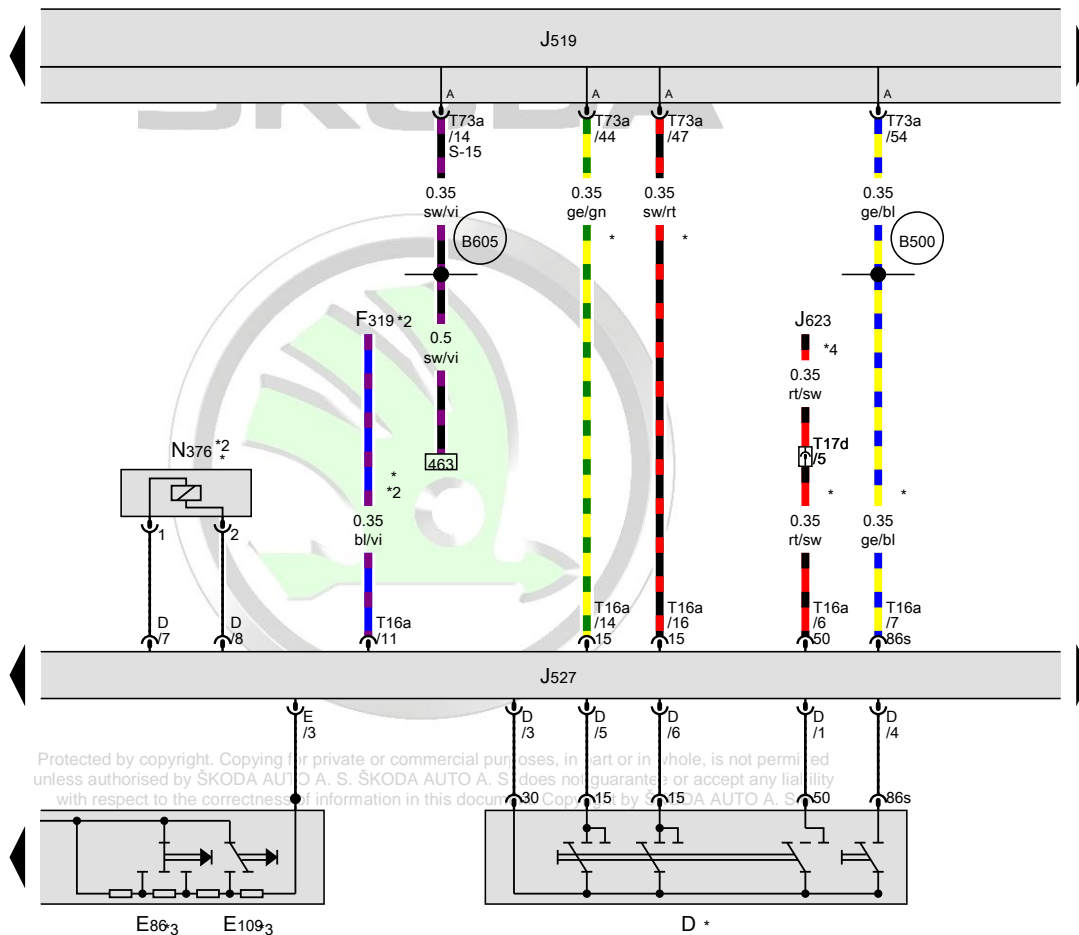 J519
A A A A
T73a T73a T73a T73a
/14 /44 /47 /54
S-15
ŠKODA
0.35 0.35 0.35 0.35
sw/vi ge/gn sw/rt ge/bl
B605 * * B500
F319 *2 J623
*4
0.5
sw/vi
0.35
rt/sw
463
T17d
/5
N376 *2
*
*
*2
* *
0.35 0.35 0.35
bl/vi rt/sw ge/bl
1 2
D D T16a T16a T16a T16a T16a
/7 /8 /11 /14 /16 /6 /7
15 15 50 86s
J527
E D D D D D
/3 /3 /5 /6 /1 /4
Protected by copyright. Copying for private or commercial purposes, in part or in whole, is not permitted
unless authorised by ŠKODA AUTO A. S. ŠKODA AUTO A. S. does not guarantee or accept any liability
with respect to the correctness of information in this document. Copyright by ŠKODA AUTO A. S.
30 15 15 50 86s
E86*3 E109*3 D *